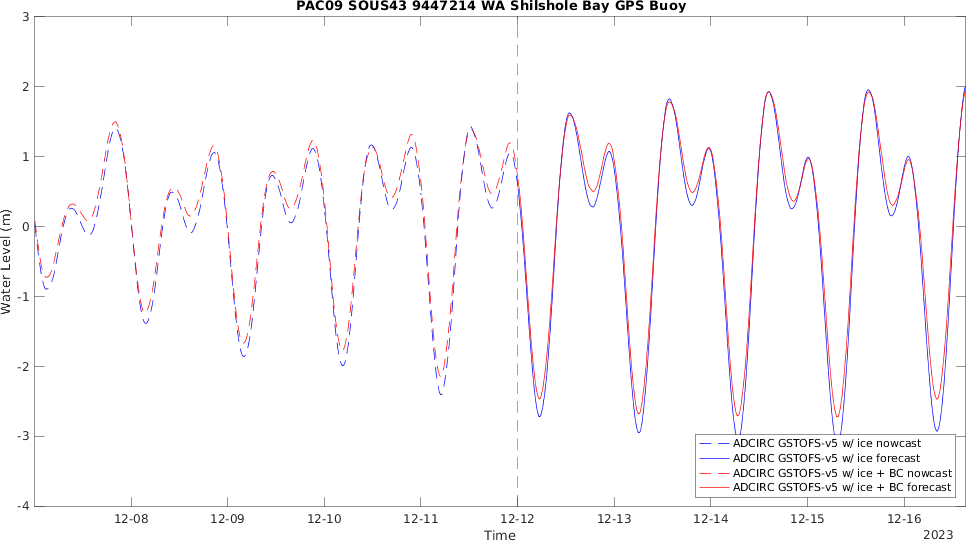 PAC09 SOUS43 9447214 WA Shilshole Bay GPS Buoy
3
2
1
0
-1
-2
-3
-4
Water Level (m)
ADCIRC GSTOFS-v5 w/ ice nowcast
ADCIRC GSTOFS-v5 w/ ice forecast
ADCIRC GSTOFS-v5 w/ ice + BC nowcast
ADCIRC GSTOFS-v5 w/ ice + BC forecast
12-08 12-09 12-10 12-11 12-12 12-13 12-14 12-15 12-16
Time
2023